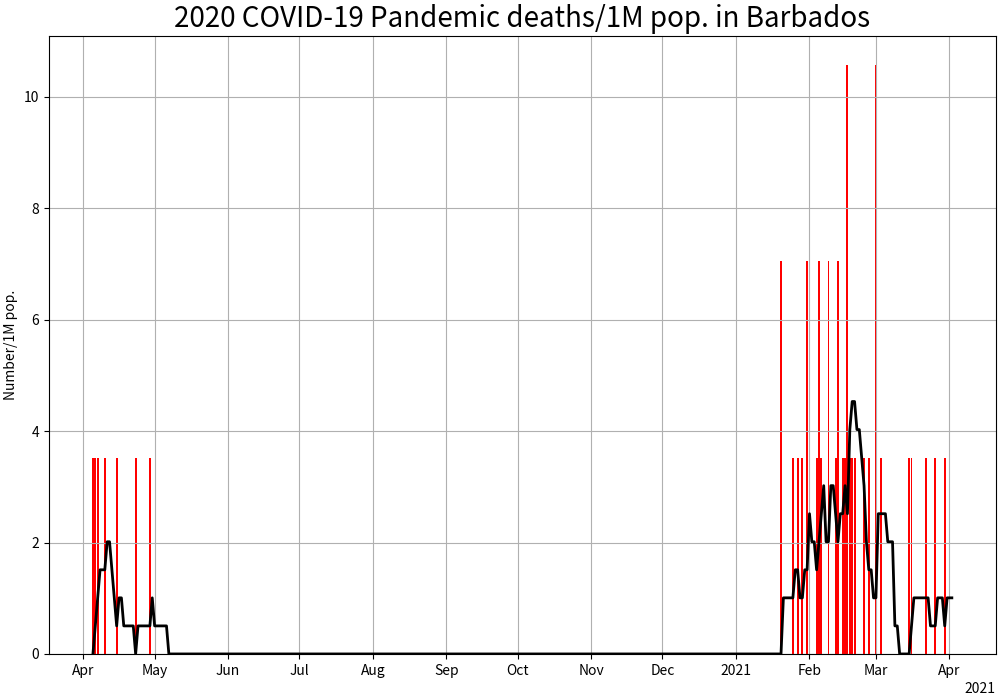 2020 COVID-19 Pandemic deaths/1M pop. in Barbados
Number/1M pop.
10
8
6
4
2
0
Apr May Jun Jul Aug Sep Oct Nov Dec 2021 Feb Mar Apr
2021